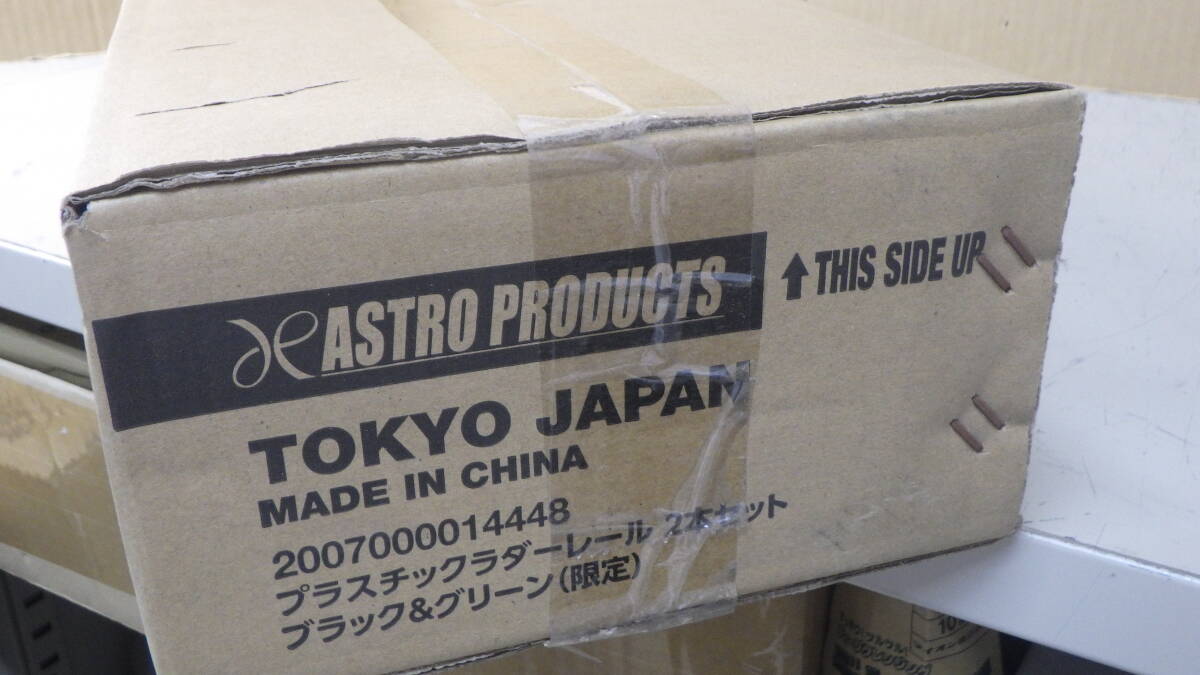 ASTRO PRODUCTS
THIS SIDE UP
TOKYO JAPAN
MADE IN CHINA
2007000014448
プラスチックラダーレール 2本セット
ブラック&グリーン(限定)